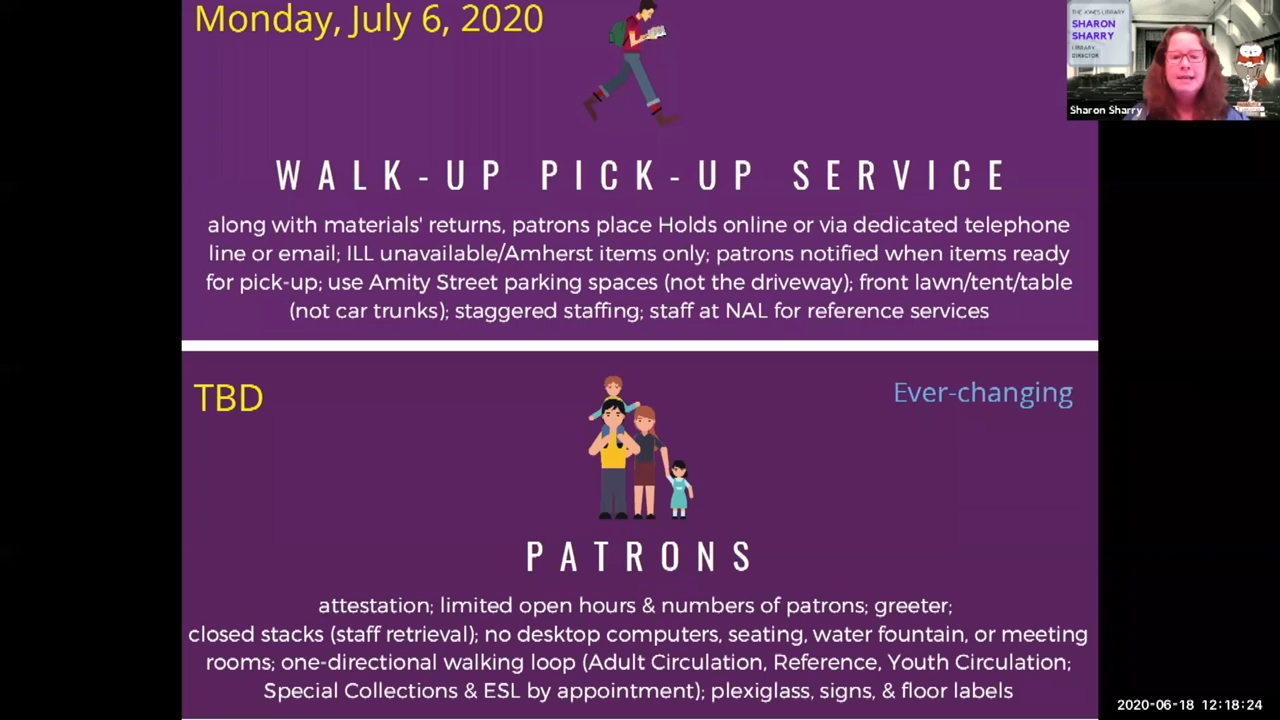 Monday, July 6, 2020
THE JONES LIBRARY
SHARON
SHARRY
LIBRARY
DIRECTOR
Sharon Sharry
WALK-UP PICK-UP SERVICE
along with materials' returns, patrons place Holds online or via dedicated telephone
line or email; ILL unavailable/Amherst items only; patrons notified when items ready
for pick-up; use Amity Street parking spaces (not the driveway); front lawn/tent/table
(not car trunks); staggered staffing; staff at NAL for reference services
TBD
Ever-changing
PATRONS
attestation; limited open hours & numbers of patrons; greeter;
closed stacks (staff retrieval); no desktop computers, seating, water fountain, or meeting
rooms; one-directional walking loop (Adult Circulation, Reference, Youth Circulation;
Special Collections & ESL by appointment); plexiglass, signs, & floor labels
2020-06-18 12:18:24